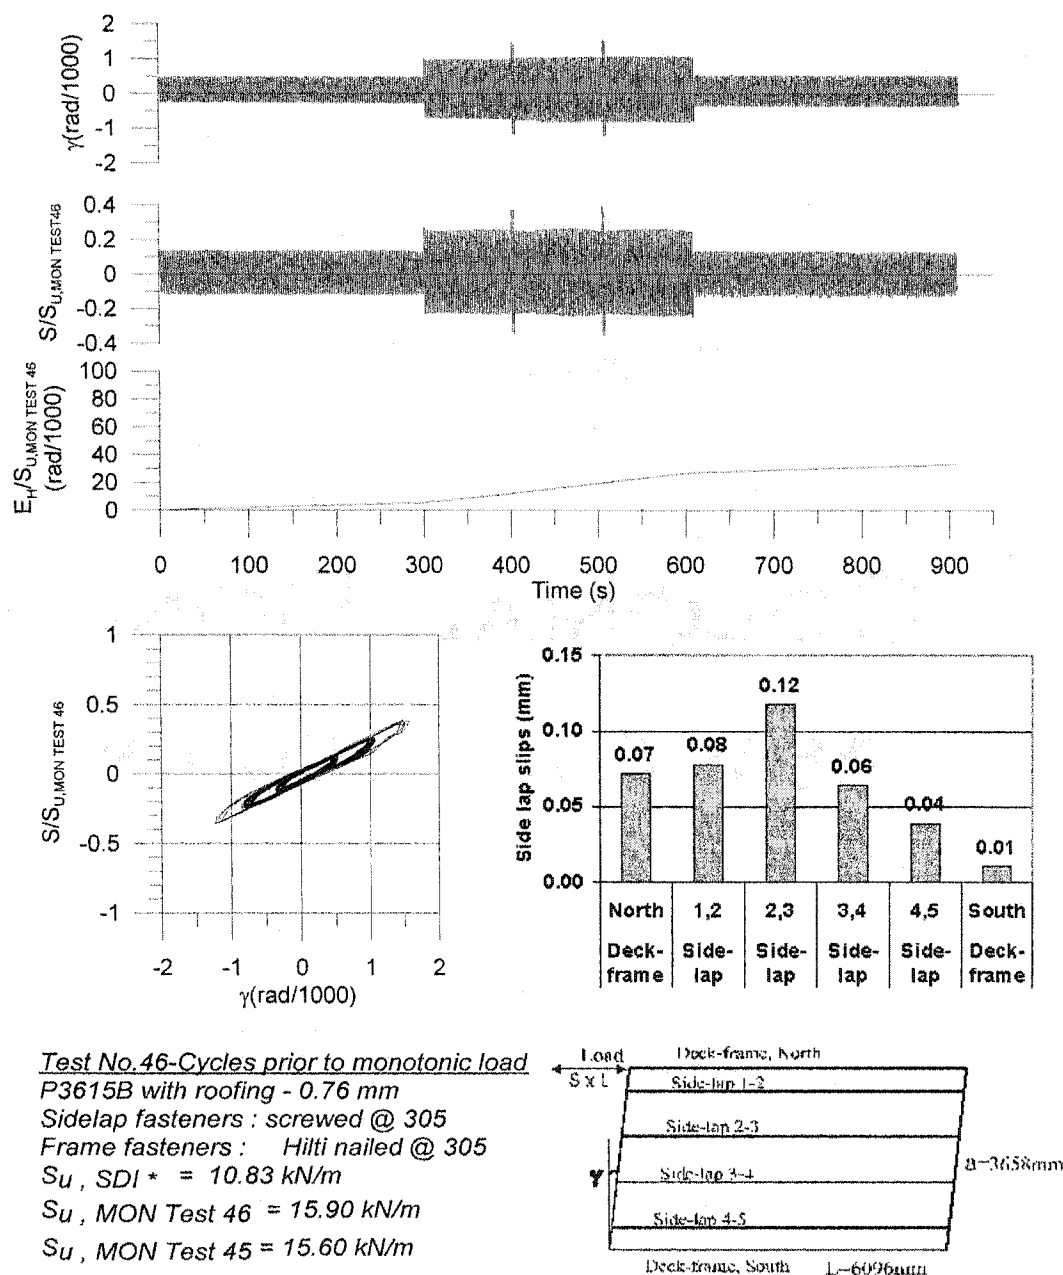 2
1
0
-1
-2
γ(rad/1000)
0.4
0.2
0
-0.2
-0.4
S/SU,MON TEST46
100
80
60
40
20
0
EH/SU,MON TEST 46
(rad/1000)
0 100 200 300 400 500 600 700 800 900
Time (s)
1
0.5
0
-0.5
-1
S/SU,MON TEST 46
-2 -1 0 1 2
γ(rad/1000)
0.15
0.10
0.05
0.00
Side lap slips (mm)
0.07 0.08 0.12 0.06 0.04 0.01
North 1,2 2,3 3,4 4,5 South
Deck- Side- Side- Side- Side- Deck-
frame lap lap lap lap frame
Test No.46-Cycles prior to monotonic load
P3615B with roofing - 0.76 mm
Sidelap fasteners : screwed @ 305
Frame fasteners : Hilti nailed @ 305
Su , SDI * = 10.83 kN/m
Su , MON Test 46 = 15.90 kN/m
Su , MON Test 45 = 15.60 kN/m
Load
S x L
Deck-frame, North
Side-lap 1-2
Side-lap 2-3
Side-lap 3-4
Side-lap 4-5
γ
a=3658mm
Deck-frame, South L=6096mm